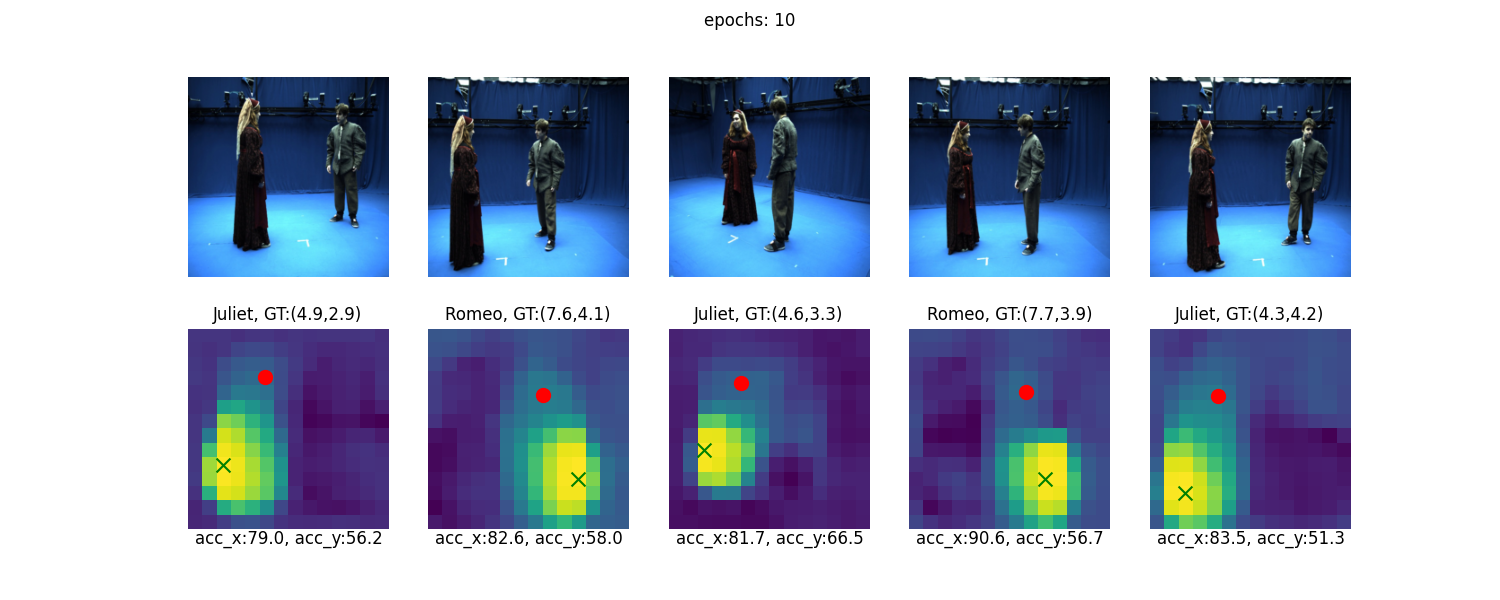 epochs: 10
Juliet, GT:(4.9,2.9)
Romeo, GT:(7.6,4.1)
Juliet, GT:(4.6,3.3)
Romeo, GT:(7.7,3.9)
Juliet, GT:(4.3,4.2)
acc_x:79.0, acc_y:56.2
acc_x:82.6, acc_y:58.0
acc_x:81.7, acc_y:66.5
acc_x:90.6, acc_y:56.7
acc_x:83.5, acc_y:51.3